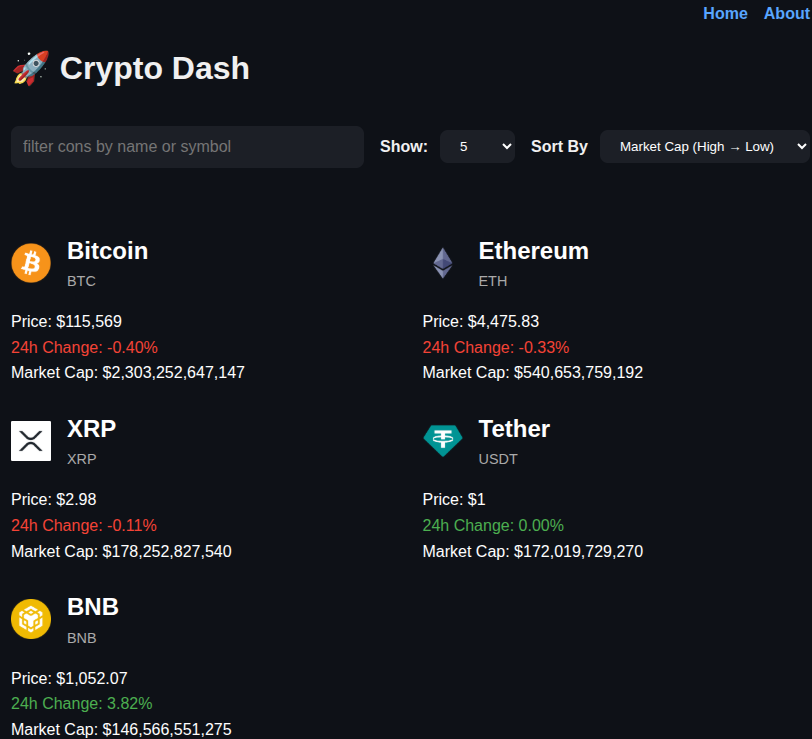 Home About
🚀 Crypto Dash
filter cons by name or symbol Show: 5 Sort By Market Cap (High → Low)
Bitcoin
BTC
Price: $115,569
24h Change: -0.40%
Market Cap: $2,303,252,647,147
Ethereum
ETH
Price: $4,475.83
24h Change: -0.33%
Market Cap: $540,653,759,192
XRP
XRP
Price: $2.98
24h Change: -0.11%
Market Cap: $178,252,827,540
Tether
USDT
Price: $1
24h Change: 0.00%
Market Cap: $172,019,729,270
BNB
BNB
Price: $1,052.07
24h Change: 3.82%
Market Cap: $146,566,551,275